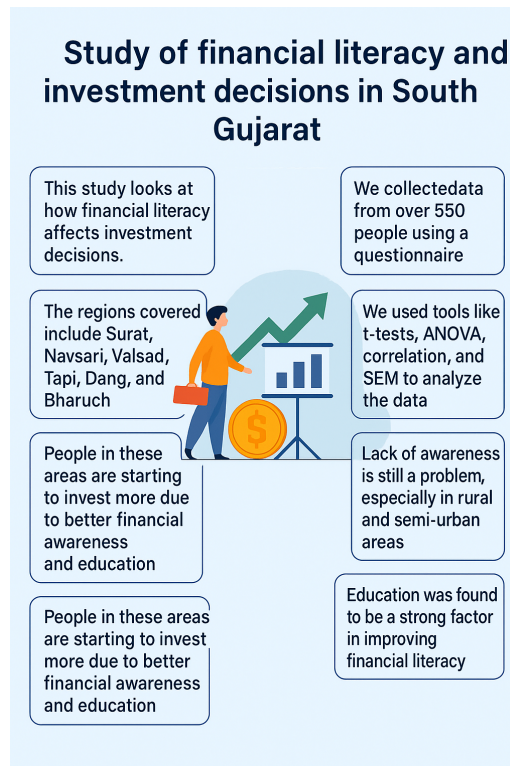 Study of financial literacy and
investment decisions in South
Gujarat
This study looks at
how financial literacy
affects investment
decisions.
The regions covered
include Surat,
Navsari, Valsad,
Tapi, Dang, and
Bharuch
People in these
areas are starting
to invest more due
to better financial
awareness
and education
People in these areas
are starting to invest
more due to better
financial awareness
and education
We collectedata
from over 550
people using a
questionnaire
We used tools like
t-tests, ANOVA,
correlation, and
SEM to analyze
the data
Lack of awareness
is still a problem,
especially in rural
and semi-urban
areas
Education was found
to be a strong factor
in improving
financial literacy